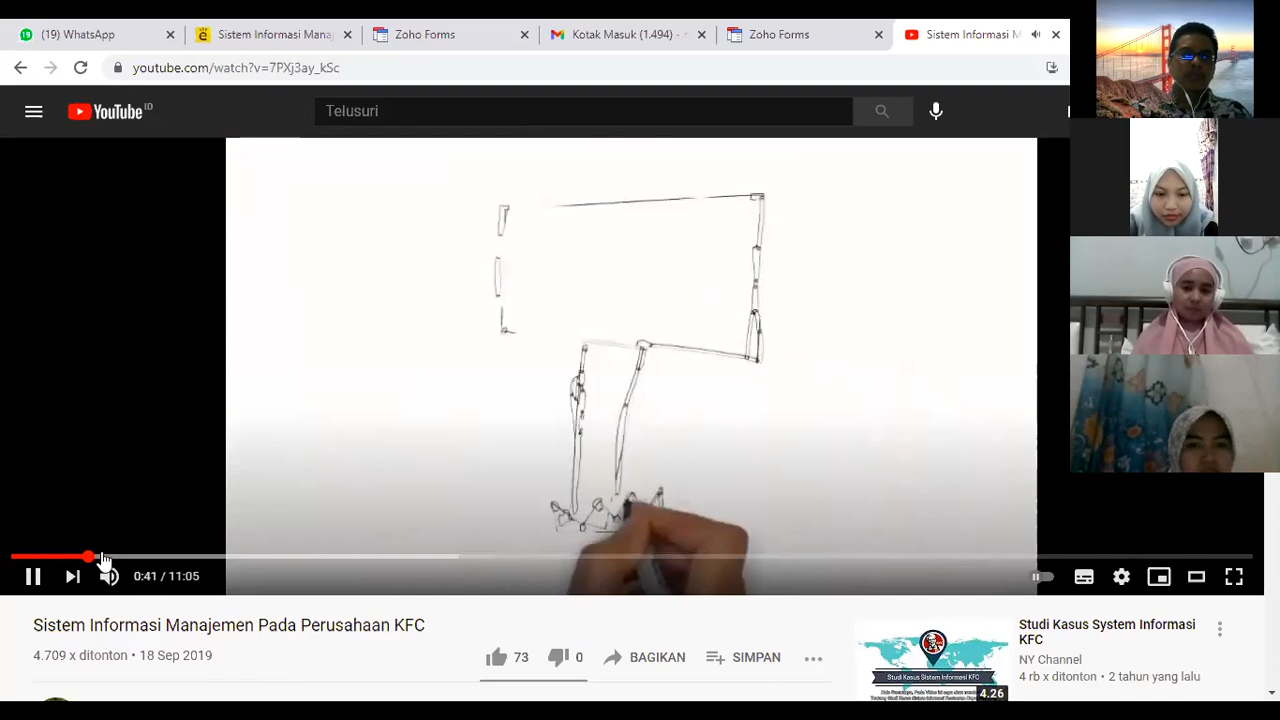 (19) WhatsApp
Sistem Informasi Mana
Zoho Forms
Kotak Masuk (1.494) -
Zoho Forms
Sistem Informasi M
youtube.com/watch?v=7PXj3ay_kSc
YouTube ID
Telusuri
0:41 / 11:05
Sistem Informasi Manajemen Pada Perusahaan KFC
4.709 x ditonton • 18 Sep 2019
73
0
BAGIKAN
SIMPAN
Studi Kasus System Informasi
KFC
NY Channel
4 rb x ditonton • 2 tahun yang lalu
Studi Kasus Sistem Informasi KFC
4.26